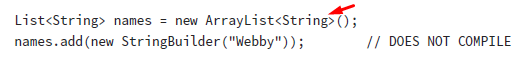 List<String> names = new ArrayList<String>();
names.add(new StringBuilder("Webby"));        // DOES NOT COMPILE